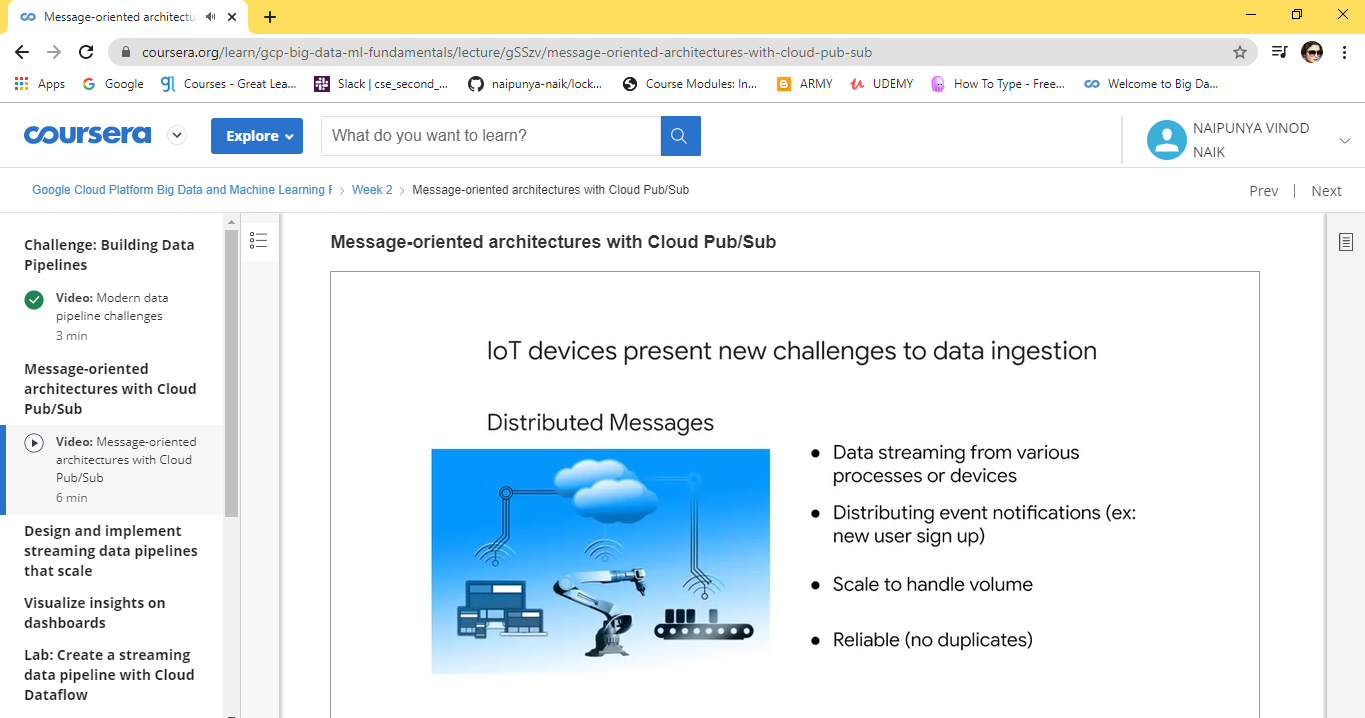 Message-oriented architectu
coursera.org/learn/gcp-big-data-ml-fundamentals/lecture/gSSzv/message-oriented-architectures-with-cloud-pub-sub
Apps
Google
Courses - Great Lea...
Slack | cse_second_...
naipunya-naik/lock...
Course Modules: In...
ARMY
UDEMY
How To Type - Free...
Welcome to Big Da...
coursera
Explore
What do you want to learn?
NAIPUNYA VINOD
NAIK
Google Cloud Platform Big Data and Machine Learning F
Week 2
Message-oriented architectures with Cloud Pub/Sub
Prev | Next
Challenge: Building Data
Pipelines
Video: Modern data
pipeline challenges
3 min
Message-oriented
architectures with Cloud
Pub/Sub
Video: Message-oriented
architectures with Cloud
Pub/Sub
6 min
Design and implement
streaming data pipelines
that scale
Visualize insights on
dashboards
Lab: Create a streaming
data pipeline with Cloud
Dataflow
Message-oriented architectures with Cloud Pub/Sub
IoT devices present new challenges to data ingestion
Distributed Messages
● Data streaming from various
processes or devices
● Distributing event notifications (ex:
new user sign up)
● Scale to handle volume
● Reliable (no duplicates)